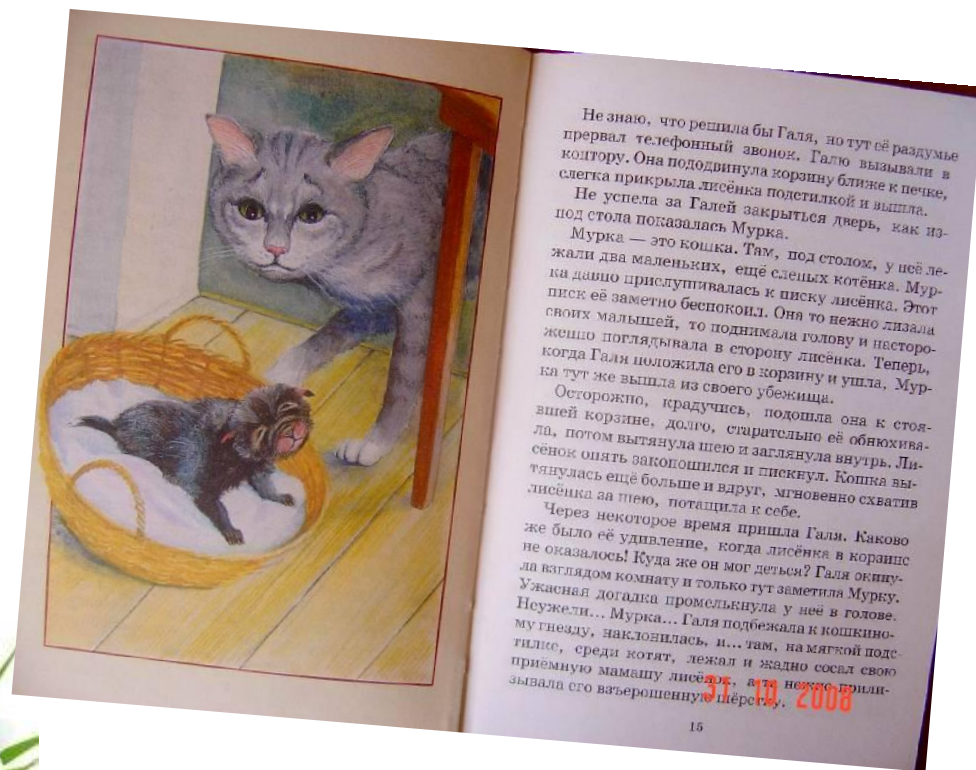 Не знаю, что решила бы Галя, но тут её раздумье
прервал телефонный звонок. Галю вызывали в
контору. Она пододвинула корзину ближе к печке,
слегка прикрыла лисёнка подстилкой и вышла.
Не успела за Галей закрыться дверь, как из-
под стола показалась Мурка.
Мурка — это кошка. Там, под столом, у неё ле-
жали два маленьких, ещё слепых котёнка. Мур-
ка давно прислушивалась к писку лисёнка. Этот
писк её заметно беспокоил. Она то нежно лизала
своих малышей, то поднимала голову и насторо-
женно поглядывала в сторону лисёнка. Теперь,
когда Галя положила его в корзину и ушла, Мур-
ка тут же вышла из своего убежища.
Осторожно, крадучись, подошла она к стоя-
вшей корзине, долго, старательно её обнюхива-
ла, потом вытянула шею и заглянула внутрь. Ли-
сёнок опять закопошился и пискнул. Кошка вы-
тянулась ещё больше и вдруг, мгновенно схватив
лисёнка за шею, потащила к себе.
Через некоторое время пришла Галя. Каково
же было её удивление, когда лисёнка в корзине
не оказалось! Куда же он мог деться? Галя окину-
ла взглядом комнату и только тут заметила Мурку.
Ужасная догадка промелькнула у неё в голове.
Неужели... Мурка... Галя подбежала к кошкино-
му гнезду, наклонилась, и... там, на мягкой подс-
тилке, среди котят, лежал и жадно сосал свою
приёмную мамашу лисёнок, а та нежно прили-
зывала его взъерошенную шёрстку.
31 10 2008
15